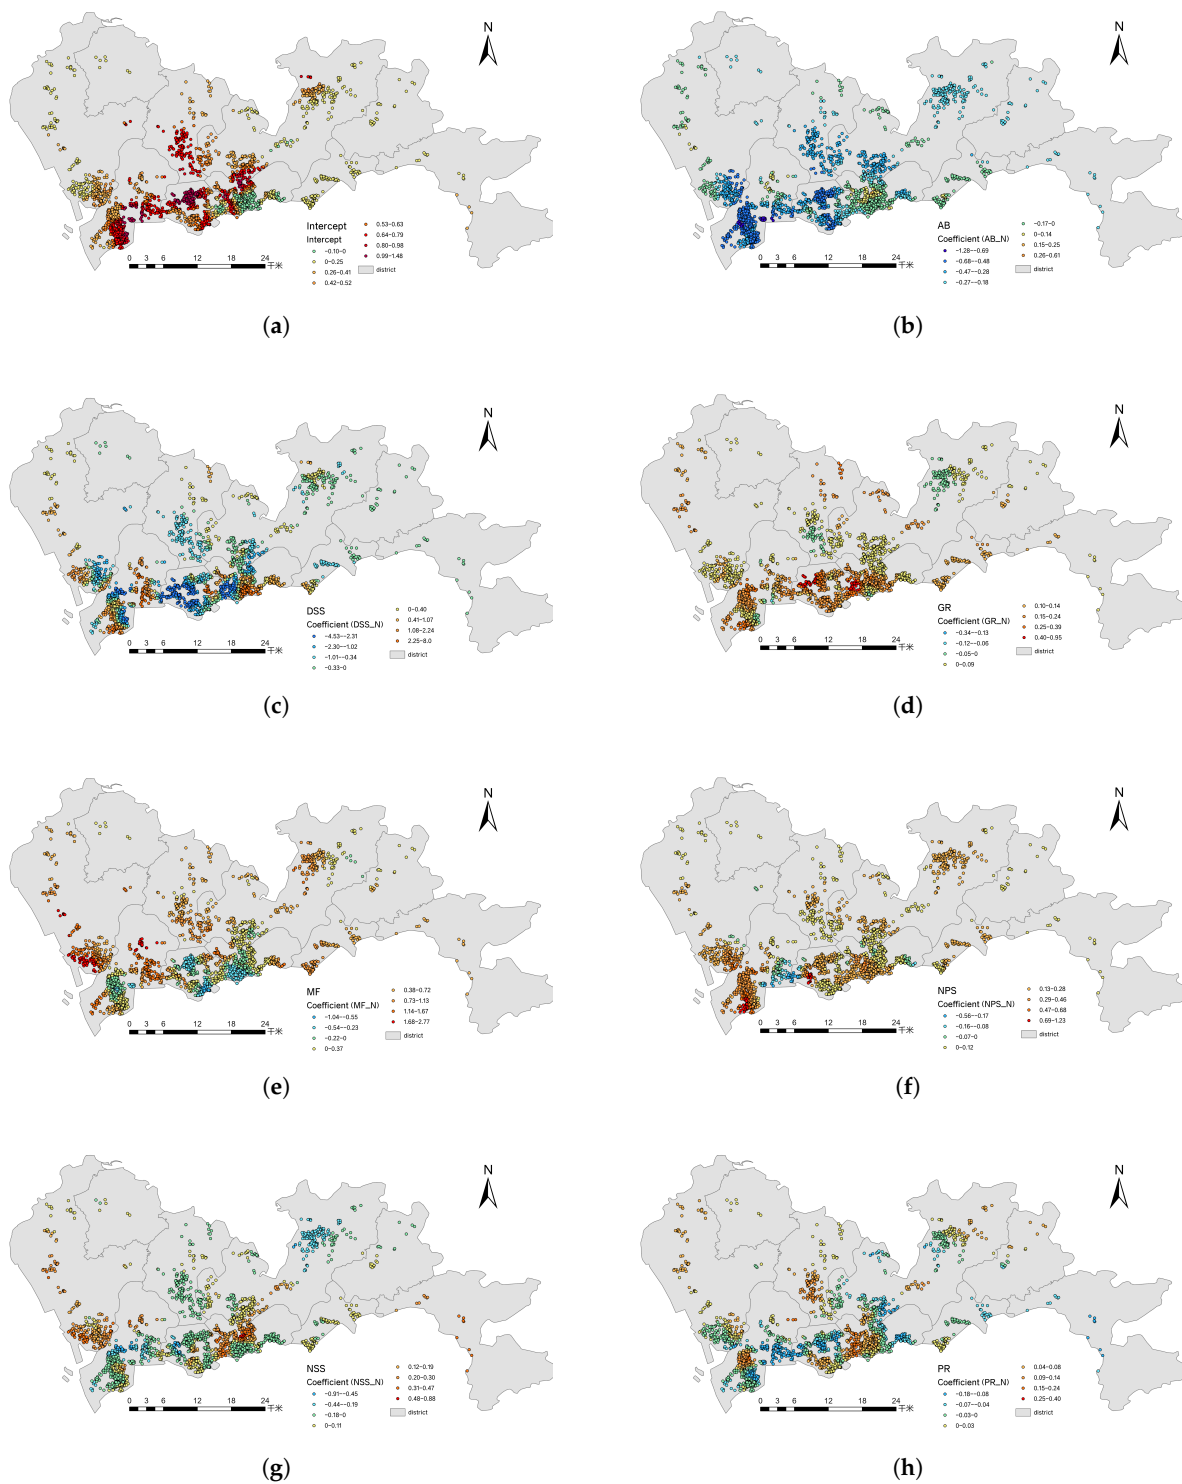 N
Intercept
Intercept
−0.10–0
0–0.25
0.26–0.41
0.42–0.52
0.53–0.63
0.64–0.79
0.80–0.98
0.99–1.48
district
0 3 6 12 18 24 千米
(a)
N
AB
Coefficient (AB_N)
−1.28–−0.69
−0.68–−0.48
−0.47–−0.28
−0.27–−0.18
−0.17–0
0–0.14
0.15–0.25
0.26–0.61
district
0 3 6 12 18 24 千米
(b)
N
DSS
Coefficient (DSS_N)
−4.53–−2.31
−2.30–−1.02
−1.01–−0.34
−0.33–0
0–0.40
0.41–1.07
1.08–2.24
2.25–8.0
district
0 3 6 12 18 24 千米
(c)
N
GR
Coefficient (GR_N)
−0.34–−0.13
−0.12–−0.06
−0.05–0
0–0.09
0.10–0.14
0.15–0.24
0.25–0.39
0.40–0.95
district
0 3 6 12 18 24 千米
(d)
N
MF
Coefficient (MF_N)
−1.04–−0.55
−0.54–−0.23
−0.22–0
0–0.37
0.38–0.72
0.73–1.13
1.14–1.67
1.68–2.77
district
0 3 6 12 18 24 千米
(e)
N
NPS
Coefficient (NPS_N)
−0.56–−0.17
−0.16–−0.08
−0.07–0
0–0.12
0.13–0.28
0.29–0.46
0.47–0.68
0.69–1.23
district
0 3 6 12 18 24 千米
(f)
N
NSS
Coefficient (NSS_N)
−0.91–−0.45
−0.44–−0.19
−0.18–0
0–0.11
0.12–0.19
0.20–0.30
0.31–0.47
0.48–0.88
district
0 3 6 12 18 24 千米
(g)
N
PR
Coefficient (PR_N)
−0.18–−0.08
−0.07–−0.04
−0.03–0
0–0.03
0.04–0.08
0.09–0.14
0.15–0.24
0.25–0.40
district
0 3 6 12 18 24 千米
(h)